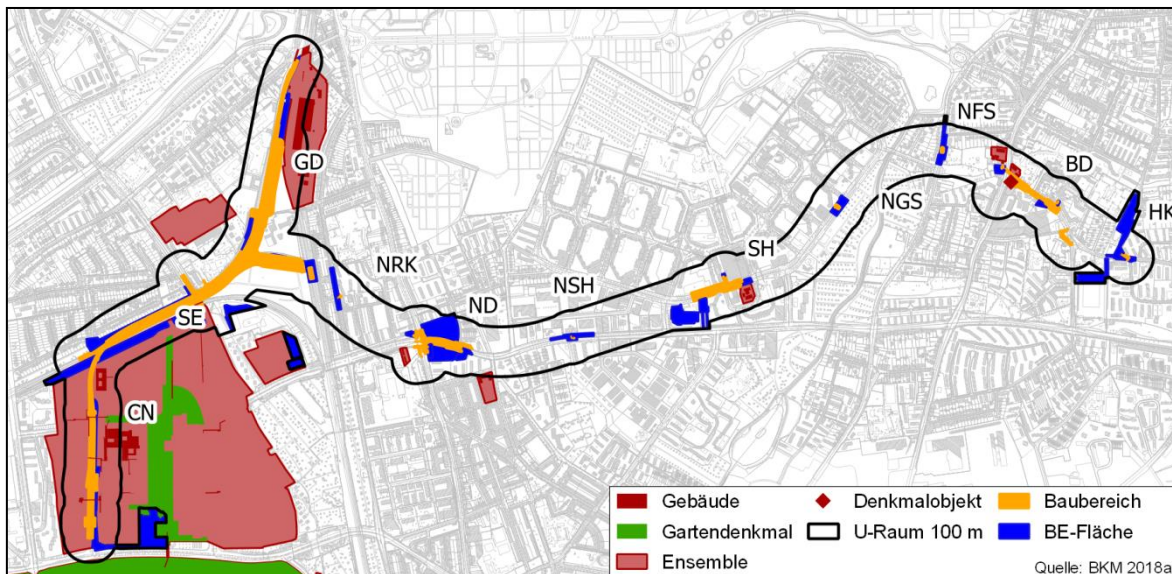 NFS
GD
BD
HK
NGS
NRK
SH
NSH
ND
SE
CN
Gebäude
Denkmalobjekt
Baubereich
Gartendenkmal
U-Raum 100 m
BE-Fläche
Ensemble
Quelle: BKM 2018a